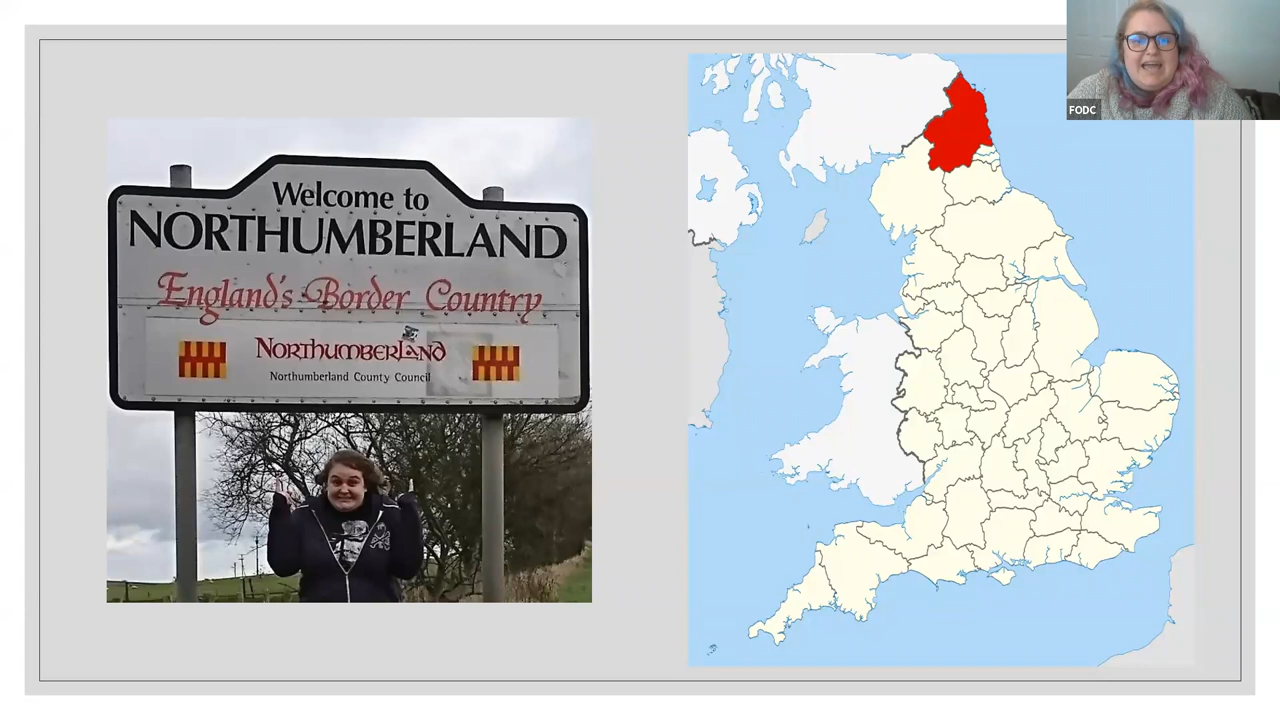 Welcome to
NORTHUMBERLAND
England's Border Country
NORTHUMBERLAND
Northumberland County Council
FODC